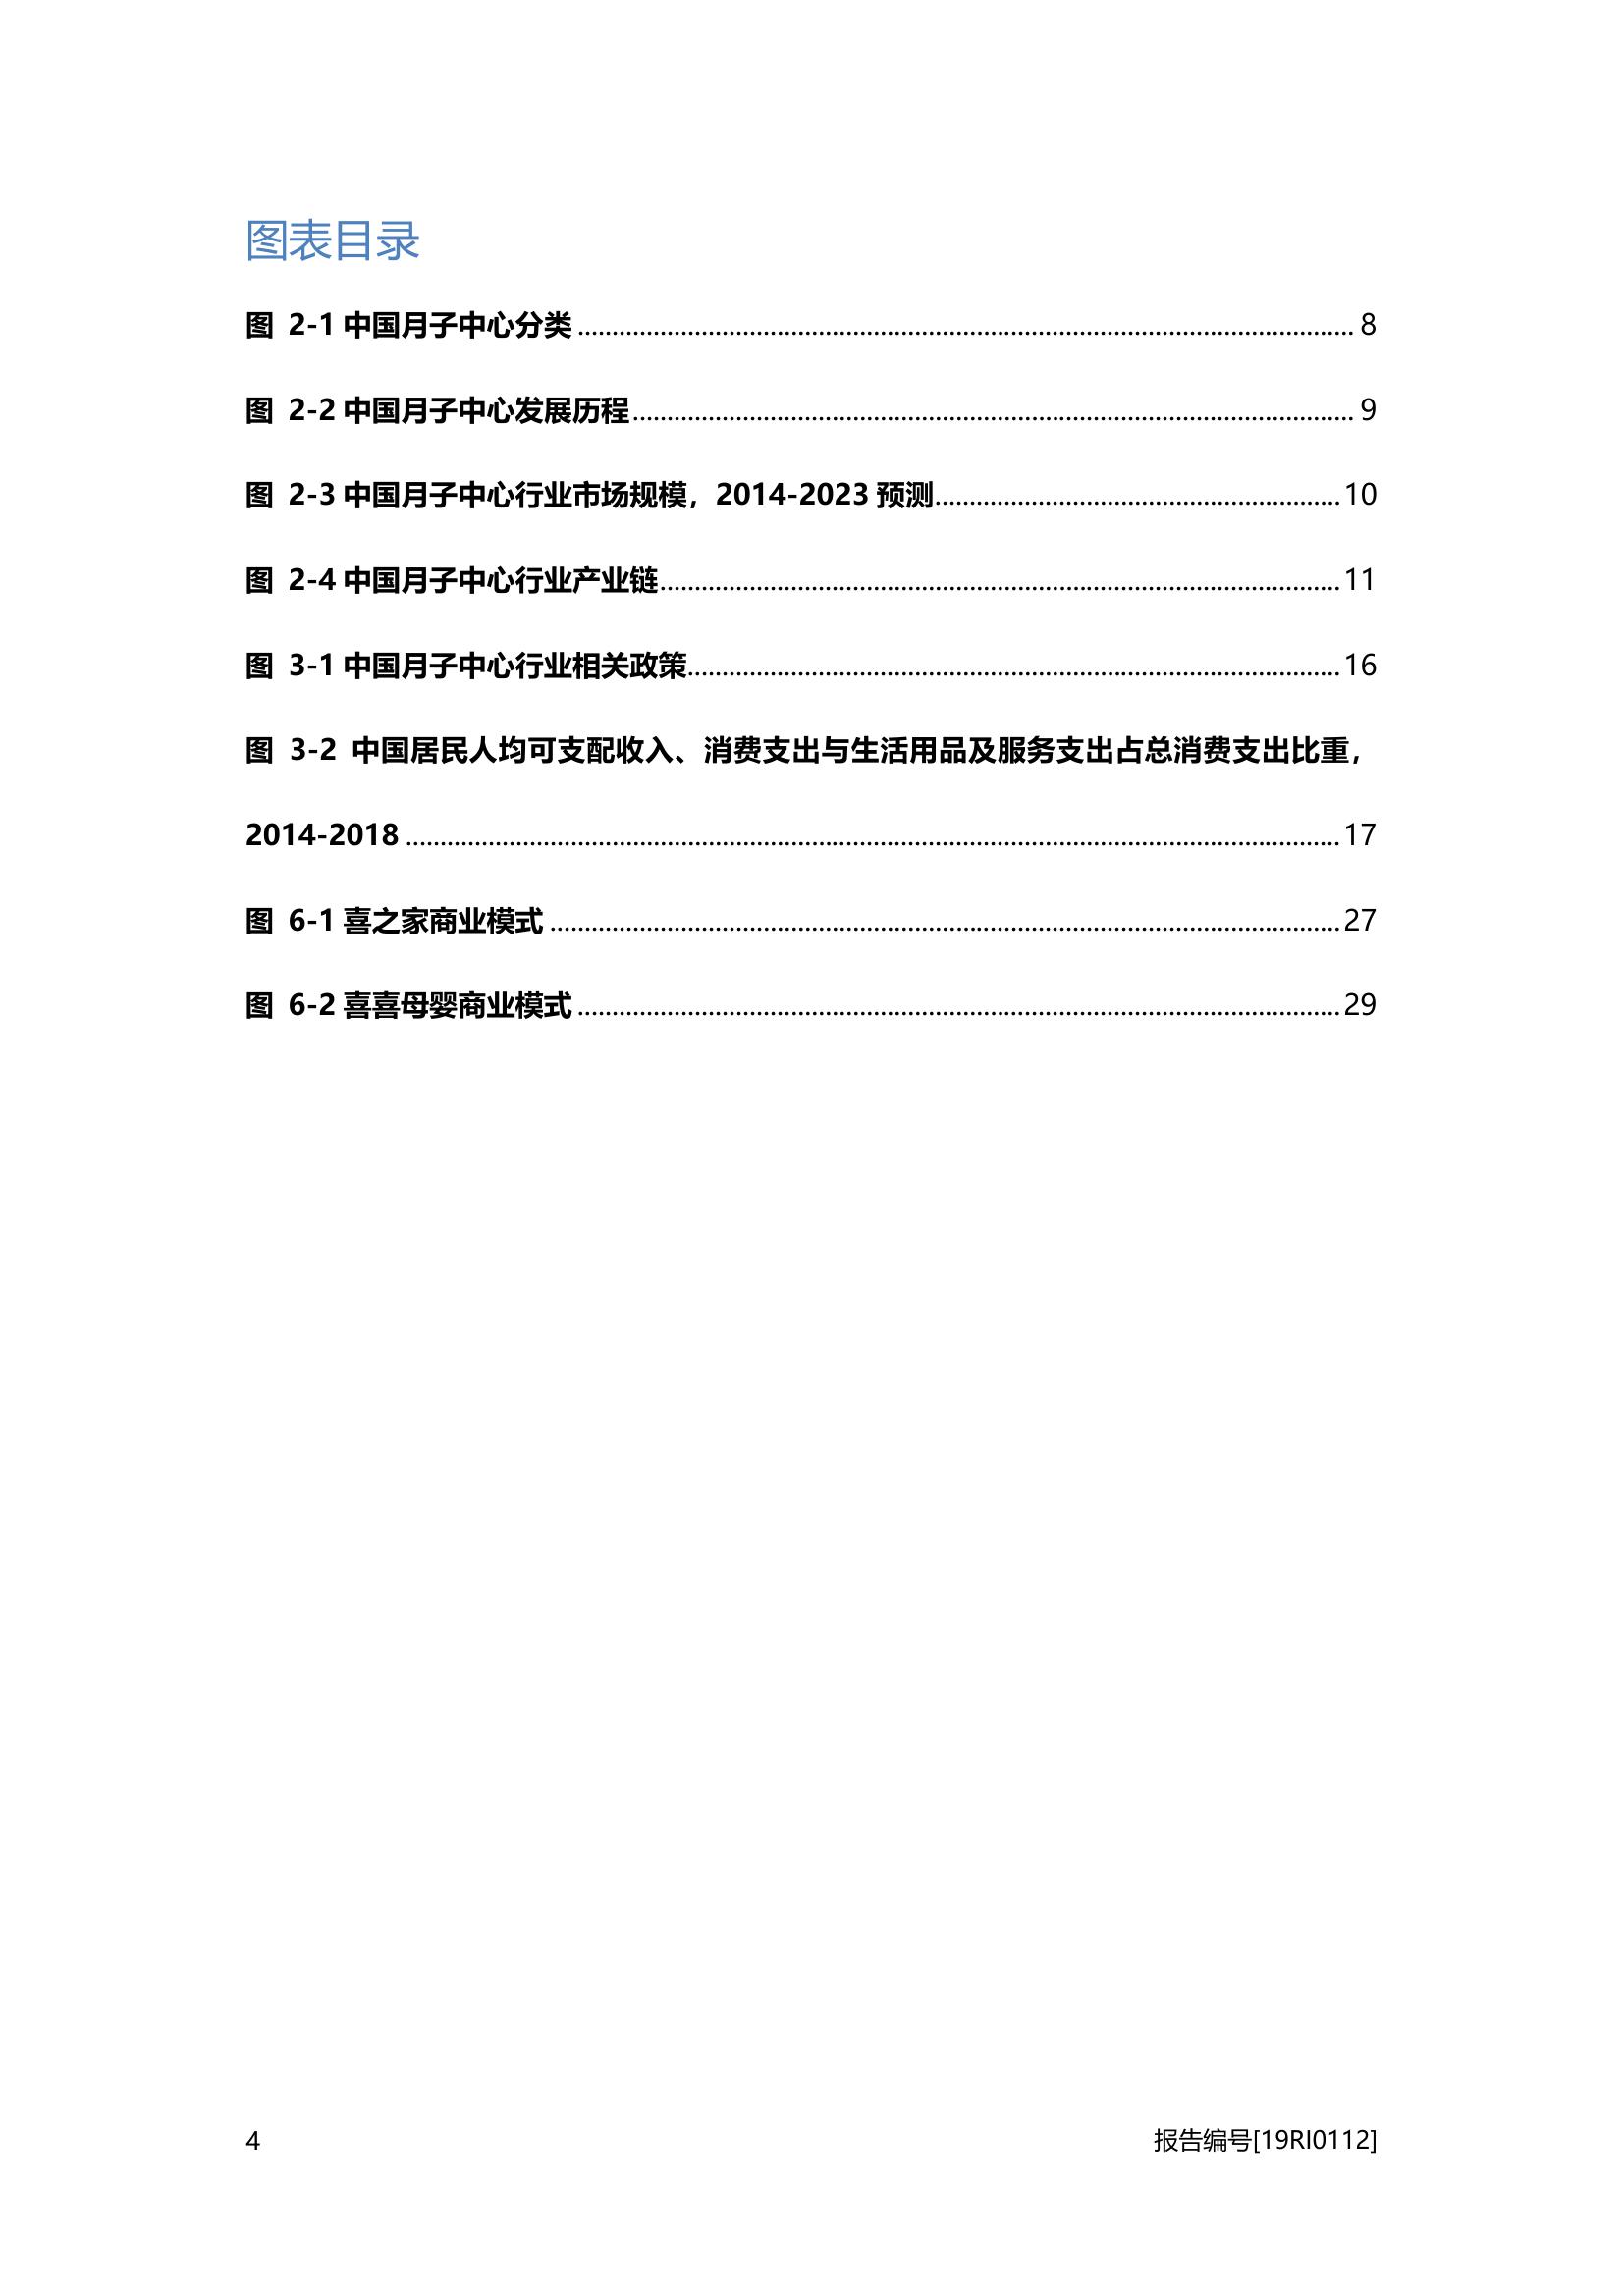 图表目录
图 2-1 中国月子中心分类 ........ 8
图 2-2 中国月子中心发展历程 ........ 9
图 2-3 中国月子中心行业市场规模，2014-2023 预测 ........ 10
图 2-4 中国月子中心行业产业链 ........ 11
图 3-1 中国月子中心行业相关政策 ........ 16
图 3-2 中国居民人均可支配收入、消费支出与生活用品及服务支出占总消费支出比重，
2014-2018 ........ 17
图 6-1 喜之家商业模式 ........ 27
图 6-2 喜喜母婴商业模式 ........ 29
4 报告编号[19RI0112]